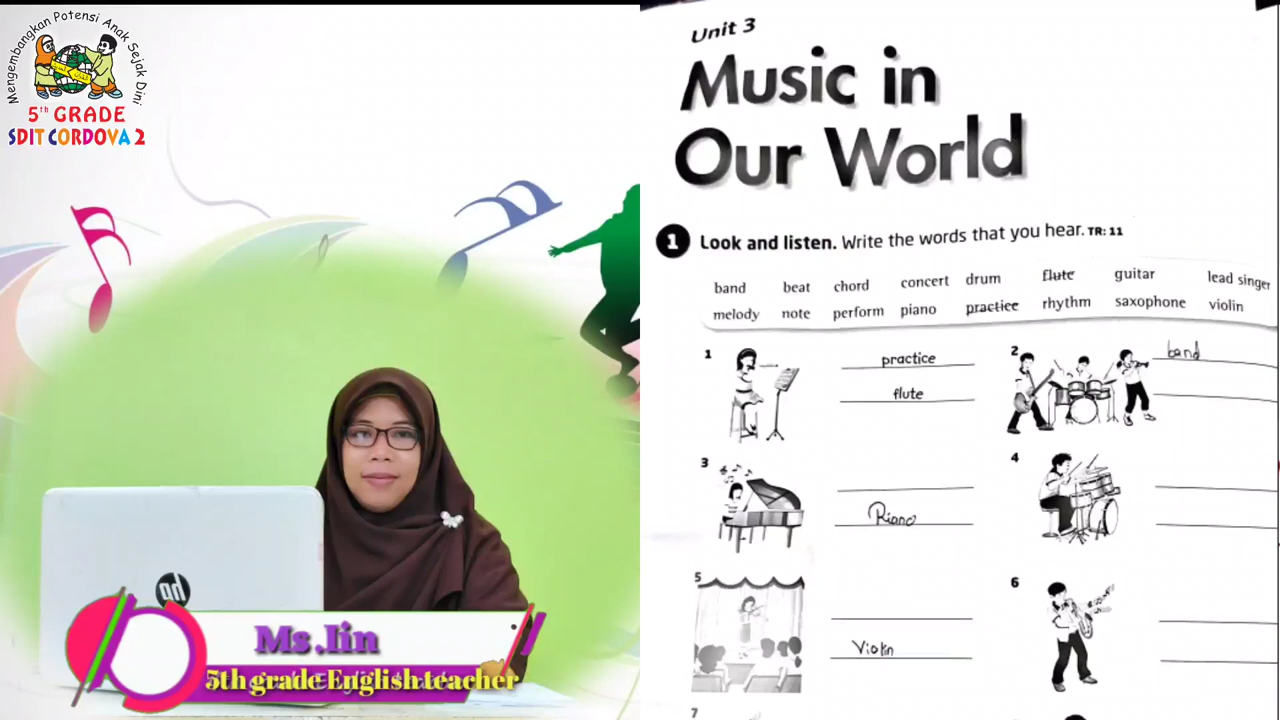 Mengembangkan Potensi Anak Sejak Dini
5th GRADE
SDIT CORDOVA 2
hp
Ms.Iin
5th grade English teacher
Unit 3
Music in
Our World
1 Look and listen. Write the words that you hear. TR: 11
band beat chord concert drum flute guitar lead singer
melody note perform piano practice rhythm saxophone violin
1 practice
flute
2 band
3
Piano
4
5
Violin
6
7